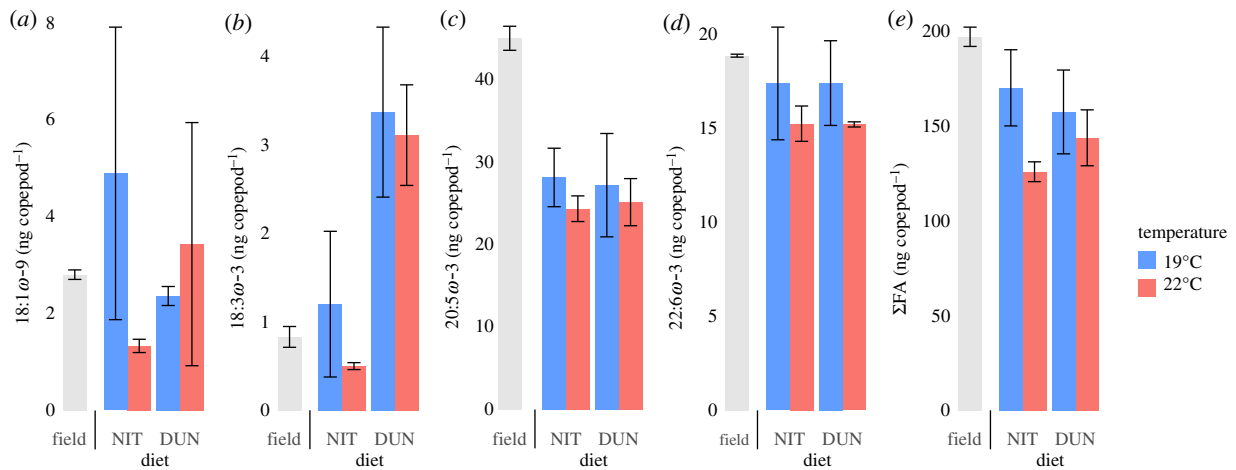 (a)
18:1ω-9 (ng copepod−1)
8
6
4
2
0
field
NIT
DUN
diet
(b)
18:3ω-3 (ng copepod−1)
4
3
2
1
0
field
NIT
DUN
diet
(c)
20:5ω-3 (ng copepod−1)
40
30
20
10
0
field
NIT
DUN
diet
(d)
22:6ω-3 (ng copepod−1)
20
15
10
5
0
field
NIT
DUN
diet
(e)
ΣFA (ng copepod−1)
200
150
100
50
0
field
NIT
DUN
diet
temperature
19°C
22°C